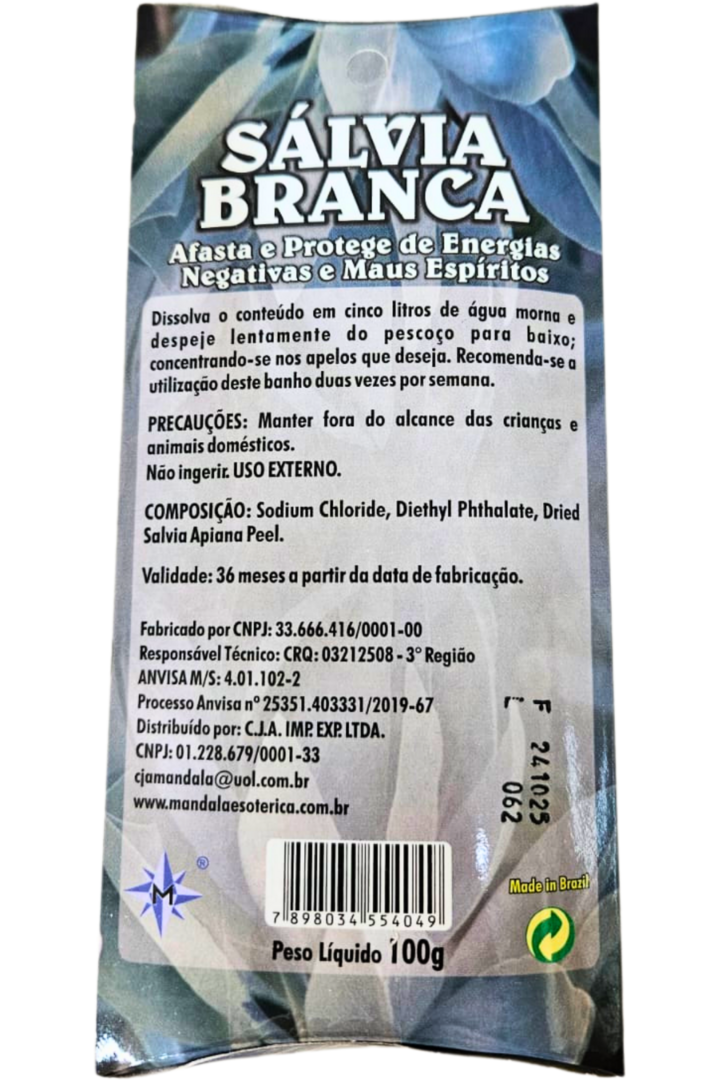 SÁLVIA
BRANCA
Afasta e Protege de Energias
Negativas e Maus Espíritos
Dissolva o conteúdo em cinco litros de água morna e
despeje lentamente do pescoço para baixo;
concentrando-se nos apelos que deseja. Recomenda-se a
utilização deste banho duas vezes por semana.
PRECAUÇÕES: Manter fora do alcance das crianças e
animais domésticos.
Não ingerir. USO EXTERNO.
COMPOSIÇÃO: Sodium Chloride, Diethyl Phthalate, Dried
Salvia Apiana Peel.
Validade: 36 meses a partir da data de fabricação.
Fabricado por CNPJ: 33.666.416/0001-00
Responsável Técnico: CRQ: 03212508 - 3º Região
ANVISA M/S: 4.01.102-2
Processo Anvisa nº 25351.403331/2019-67
Distribuído por: C.J.A. IMP. EXP. LTDA.
CNPJ: 01.228.679/0001-33
cjamandala@uol.com.br
www.mandalaesoterica.com.br
F 241025
L 062
M ®
7 898034 554049
Peso Líquido 100g
Made in Brazil